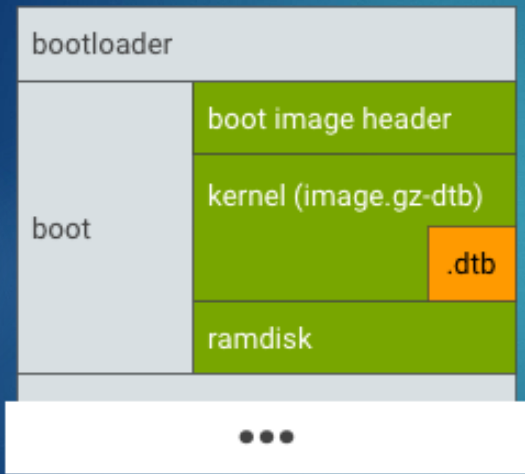 bootloader
boot image header
kernel (image.gz-dtb)
boot
.dtb
ramdisk